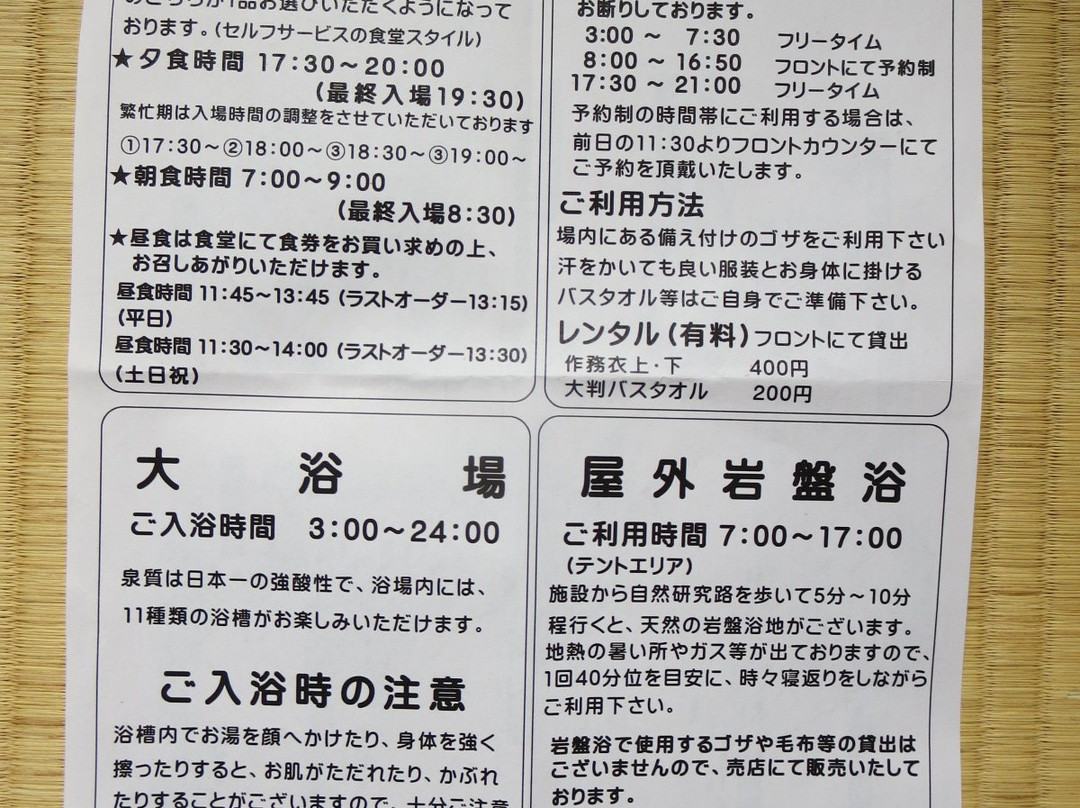 おります。(セルフサービスの食堂スタイル)
★夕食時間 17:30～20:00
(最終入場19:30)
繁忙期は入場時間の調整をさせていただいております
①17:30～②18:00～③18:30～③19:00～
★朝食時間 7:00～9:00
(最終入場8:30)
★昼食は食堂にて食券をお買い求めの上、
お召しあがりいただけます。
昼食時間 11:45～13:45 (ラストオーダー13:15)
(平日)
昼食時間 11:30～14:00 (ラストオーダー13:30)
(土日祝)
お断りしております。
3:00 ～ 7:30 フリータイム
8:00 ～ 16:50 フロントにて予約制
17:30 ～ 21:00 フリータイム
予約制の時間帯にご利用する場合は、
前日の11:30よりフロントカウンターにて
ご予約を頂戴いたします。
ご利用方法
場内にある備え付けのゴザをご利用下さい
汗をかいても良い服装とお身体に掛ける
バスタオル等はご自身でご準備下さい。
レンタル(有料)フロントにて貸出
作務衣上・下 400円
大判バスタオル 200円
大浴場
ご入浴時間 3:00～24:00
泉質は日本一の強酸性で、浴場内には、
11種類の浴槽がお楽しみいただけます。
ご入浴時の注意
浴槽内でお湯を顔へかけたり、身体を強く
擦ったりすると、お肌がただれたり、かぶれ
たりすることがございますので、十分ご注意
屋外岩盤浴
ご利用時間 7:00～17:00
(テントエリア)
施設から自然研究路を歩いて5分～10分
程行くと、天然の岩盤浴地がございます。
地熱の暑い所やガス等が出ておりますので、
1回40分位を目安に、時々寝返りをしながら
ご利用下さい。
岩盤浴で使用するゴザや毛布等の貸出は
ございませんので、売店にて販売いたして
おります。